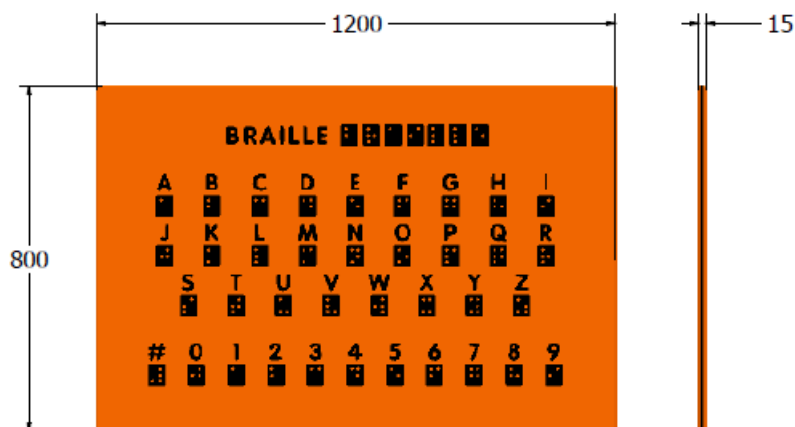 1200
15
800
BRAILLE ⠃⠗⠁⠊⠇⠇⠑
A B C D E F G H I
J K L M N O P Q R
S T U V W X Y Z
# 0 1 2 3 4 5 6 7 8 9